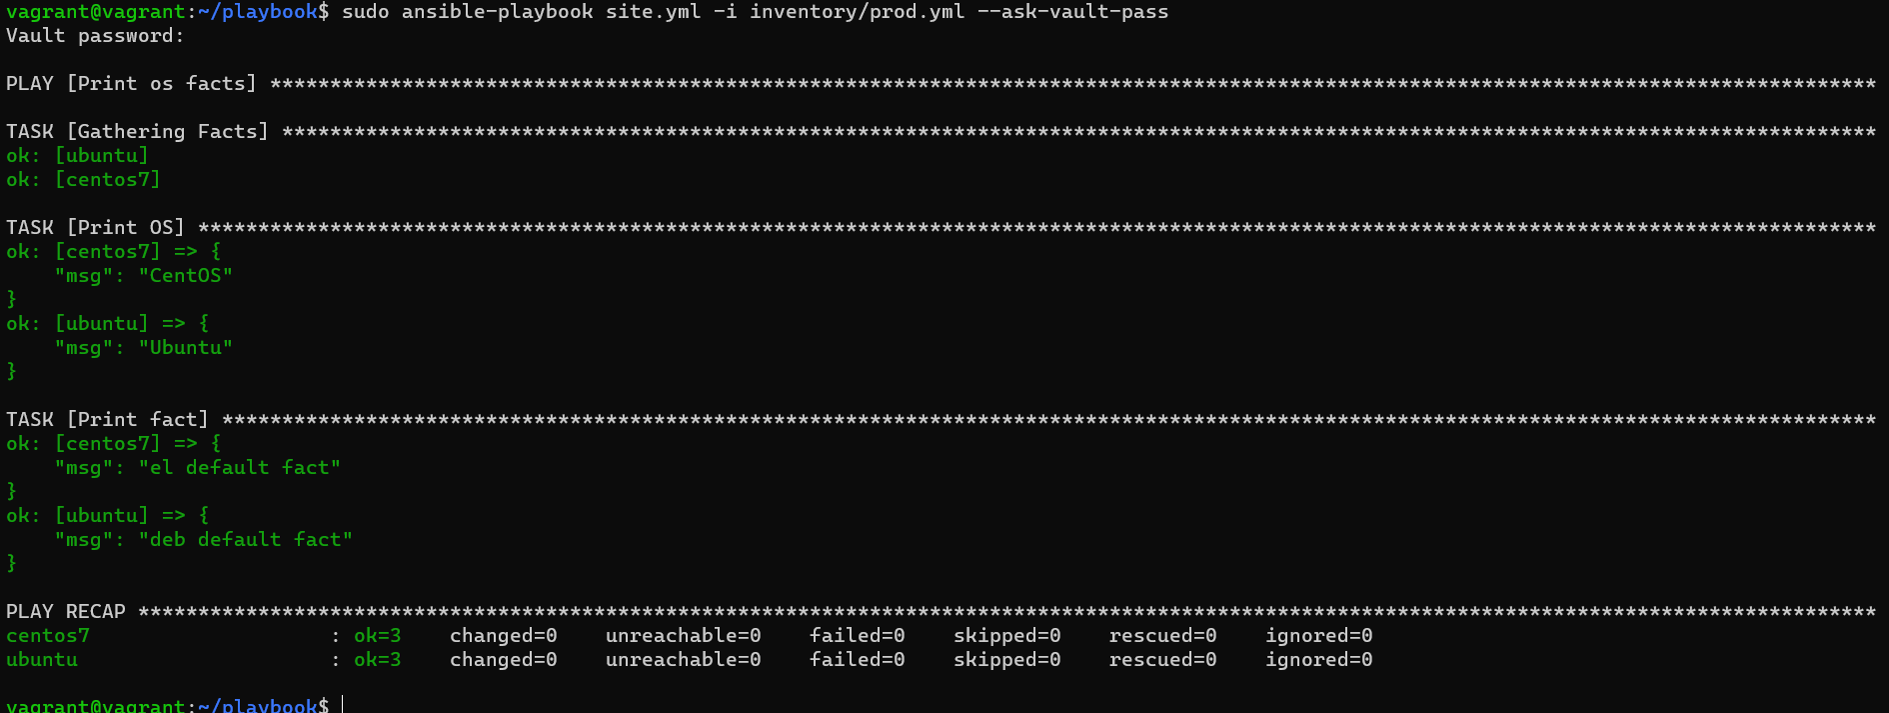 vagrant@vagrant:~/playbook$ sudo ansible-playbook site.yml -i inventory/prod.yml --ask-vault-pass
Vault password:
PLAY [Print os facts] **************************************************************************************************************************************
TASK [Gathering Facts] *************************************************************************************************************************************
ok: [ubuntu]
ok: [centos7]
TASK [Print OS] ********************************************************************************************************************************************
ok: [centos7] => {
    "msg": "CentOS"
}
ok: [ubuntu] => {
    "msg": "Ubuntu"
}
TASK [Print fact] ******************************************************************************************************************************************
ok: [centos7] => {
    "msg": "el default fact"
}
ok: [ubuntu] => {
    "msg": "deb default fact"
}
PLAY RECAP *************************************************************************************************************************************************
centos7                    : ok=3    changed=0    unreachable=0    failed=0    skipped=0    rescued=0    ignored=0
ubuntu                     : ok=3    changed=0    unreachable=0    failed=0    skipped=0    rescued=0    ignored=0
vagrant@vagrant:~/playbook$